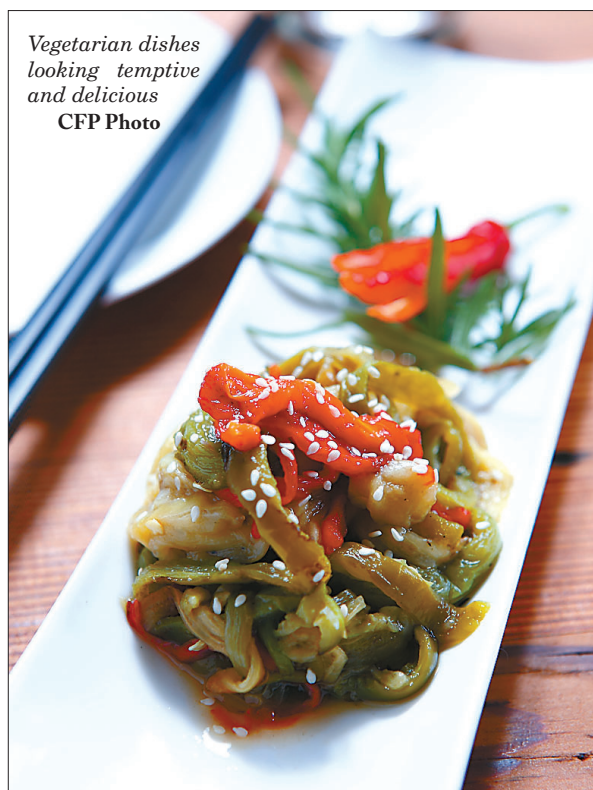 Vegetarian dishes
looking temptive
and delicious
CFP Photo